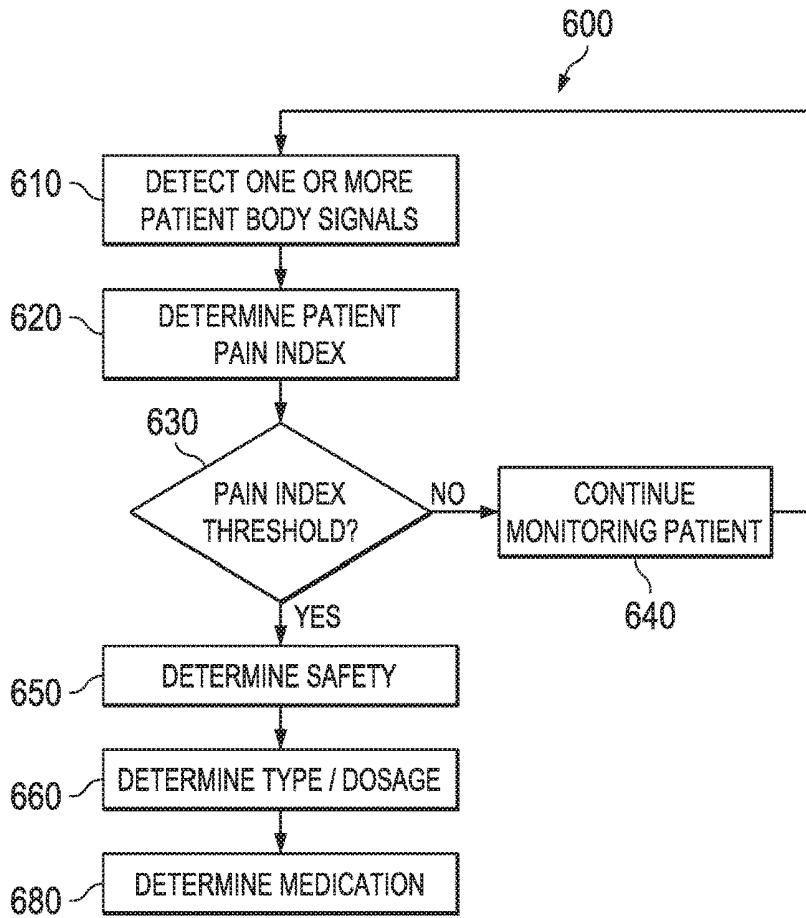 600
610
DETECT ONE OR MORE
PATIENT BODY SIGNALS
620
DETERMINE PATIENT
PAIN INDEX
630
PAIN INDEX
THRESHOLD?
NO
CONTINUE
MONITORING PATIENT
640
YES
650
DETERMINE SAFETY
660
DETERMINE TYPE / DOSAGE
680
DETERMINE MEDICATION